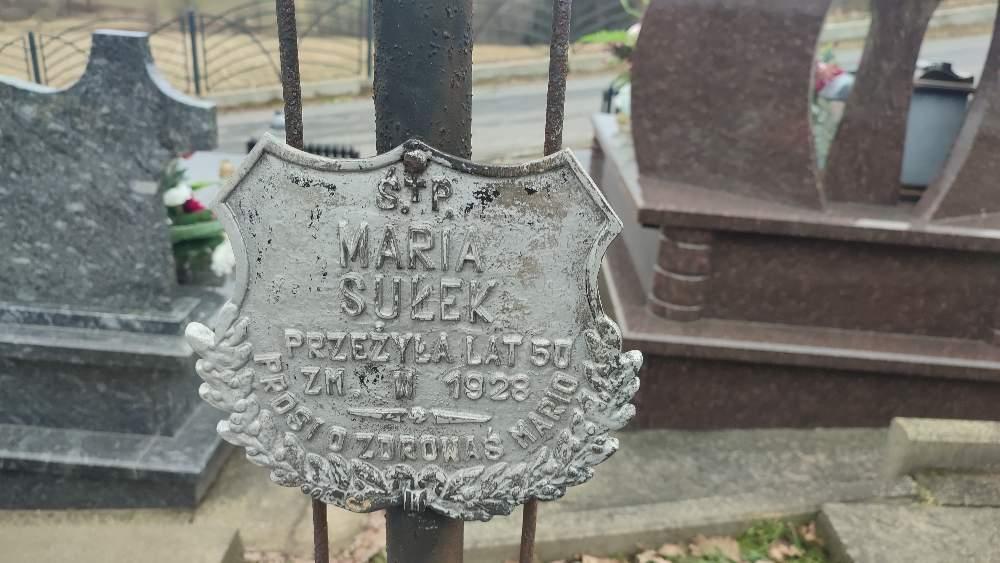 Ś.†P.
MARIA
SUŁEK
PRZEŻYŁA LAT 50
ZM. W 1928
PROSI O ZDROWAŚ MARIO